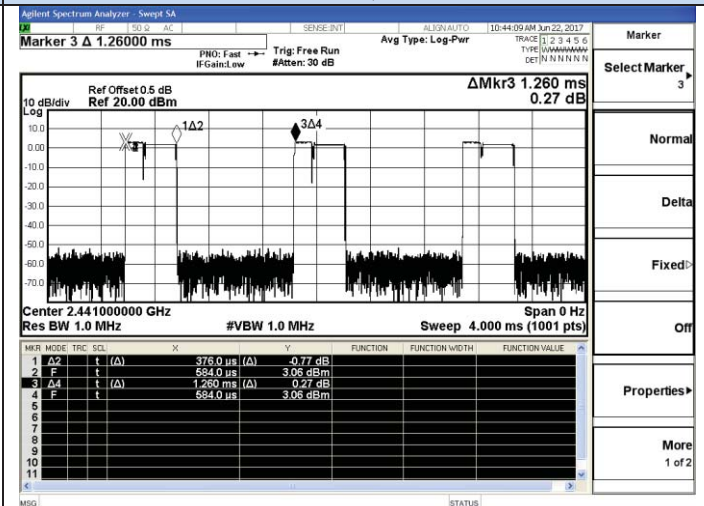 Agilent Spectrum Analyzer - Swept SA
RF 50 Ω AC SENSE:INT ALIGN AUTO 10:44:09 AM Jun 22, 2017
Marker 3 Δ 1.26000 ms
PNO: Fast Trig: Free Run
IFGain:Low #Atten: 30 dB
Avg Type: Log-Pwr
TRACE 1 2 3 4 5 6
TYPE
DET N N N N N N
Ref Offset 0.5 dB
10 dB/div Ref 20.00 dBm
Log
ΔMkr3 1.260 ms
0.27 dB
10.0
0.00
-10.0
-20.0
-30.0
-40.0
-50.0
-60.0
-70.0
1Δ2
3Δ4
Center 2.441000000 GHz Span 0 Hz
Res BW 1.0 MHz #VBW 1.0 MHz Sweep 4.000 ms (1001 pts)
MKR MODE TRC SCL X Y FUNCTION FUNCTION WIDTH FUNCTION VALUE
1 Δ2 t (Δ) 376.0 µs (Δ) -0.77 dB
2 F t 584.0 µs 3.06 dBm
3 Δ4 t (Δ) 1.260 ms (Δ) 0.27 dB
4 F t 584.0 µs 3.06 dBm
5
6
7
8
9
10
11
MSG STATUS
Marker
Select Marker
3
Normal
Delta
Fixed
Off
Properties
More
1 of 2